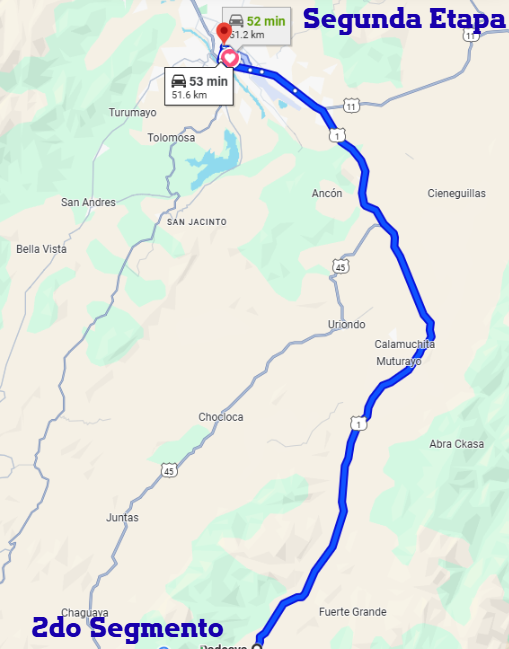 Segunda Etapa
52 min
51.2 km
11
53 min
51.6 km
11
Turumayo
1
Tolomosa
Ancón
Cieneguillas
San Andres
SAN JACINTO
Bella Vista
45
Uriondo
Calamuchita
Muturayo
Chocloca
1
Abra Ckasa
45
Juntas
Chaguaya
Fuerte Grande
2do Segmento